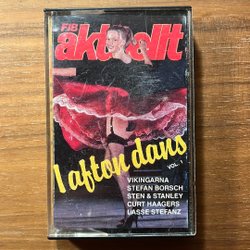 FIB
aktuellt
I afton dans
VOL. 1
VIKINGARNA
STEFAN BORSCH
STEN & STANLEY
CURT HAAGERS
LASSE STEFANZ